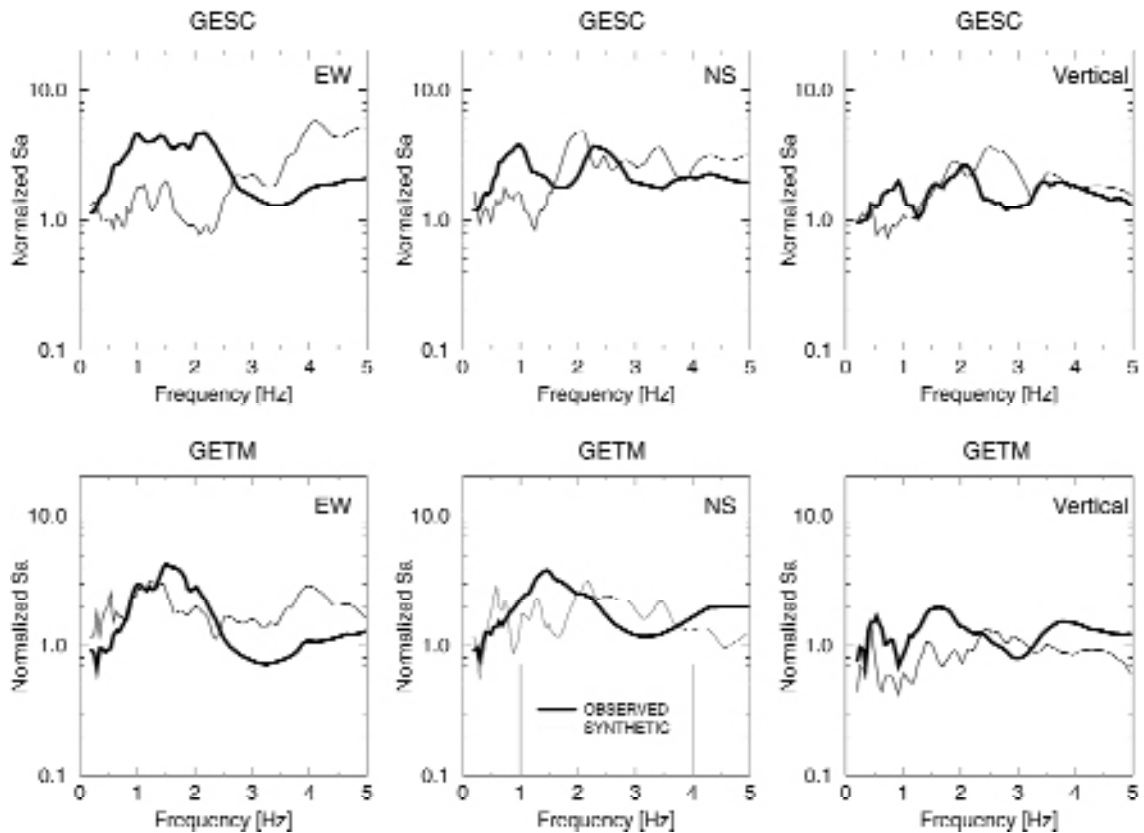 GESC
GESC
GESC
EW
NS
Vertical
10.0
1.0
0.1
Normalized Sa
10.0
1.0
0.1
Normalized Sa
10.0
1.0
0.1
Normalized Sa
0 1 2 3 4 5
0 1 2 3 4 5
0 1 2 3 4 5
Frequency [Hz]
Frequency [Hz]
Frequency [Hz]
GETM
GETM
GETM
EW
NS
Vertical
10.0
1.0
0.1
Normalized Sa
10.0
1.0
0.1
Normalized Sa
10.0
1.0
0.1
Normalized Sa
OBSERVED
SYNTHETIC
0 1 2 3 4 5
0 1 2 3 4 5
0 1 2 3 4 5
Frequency [Hz]
Frequency [Hz]
Frequency [Hz]